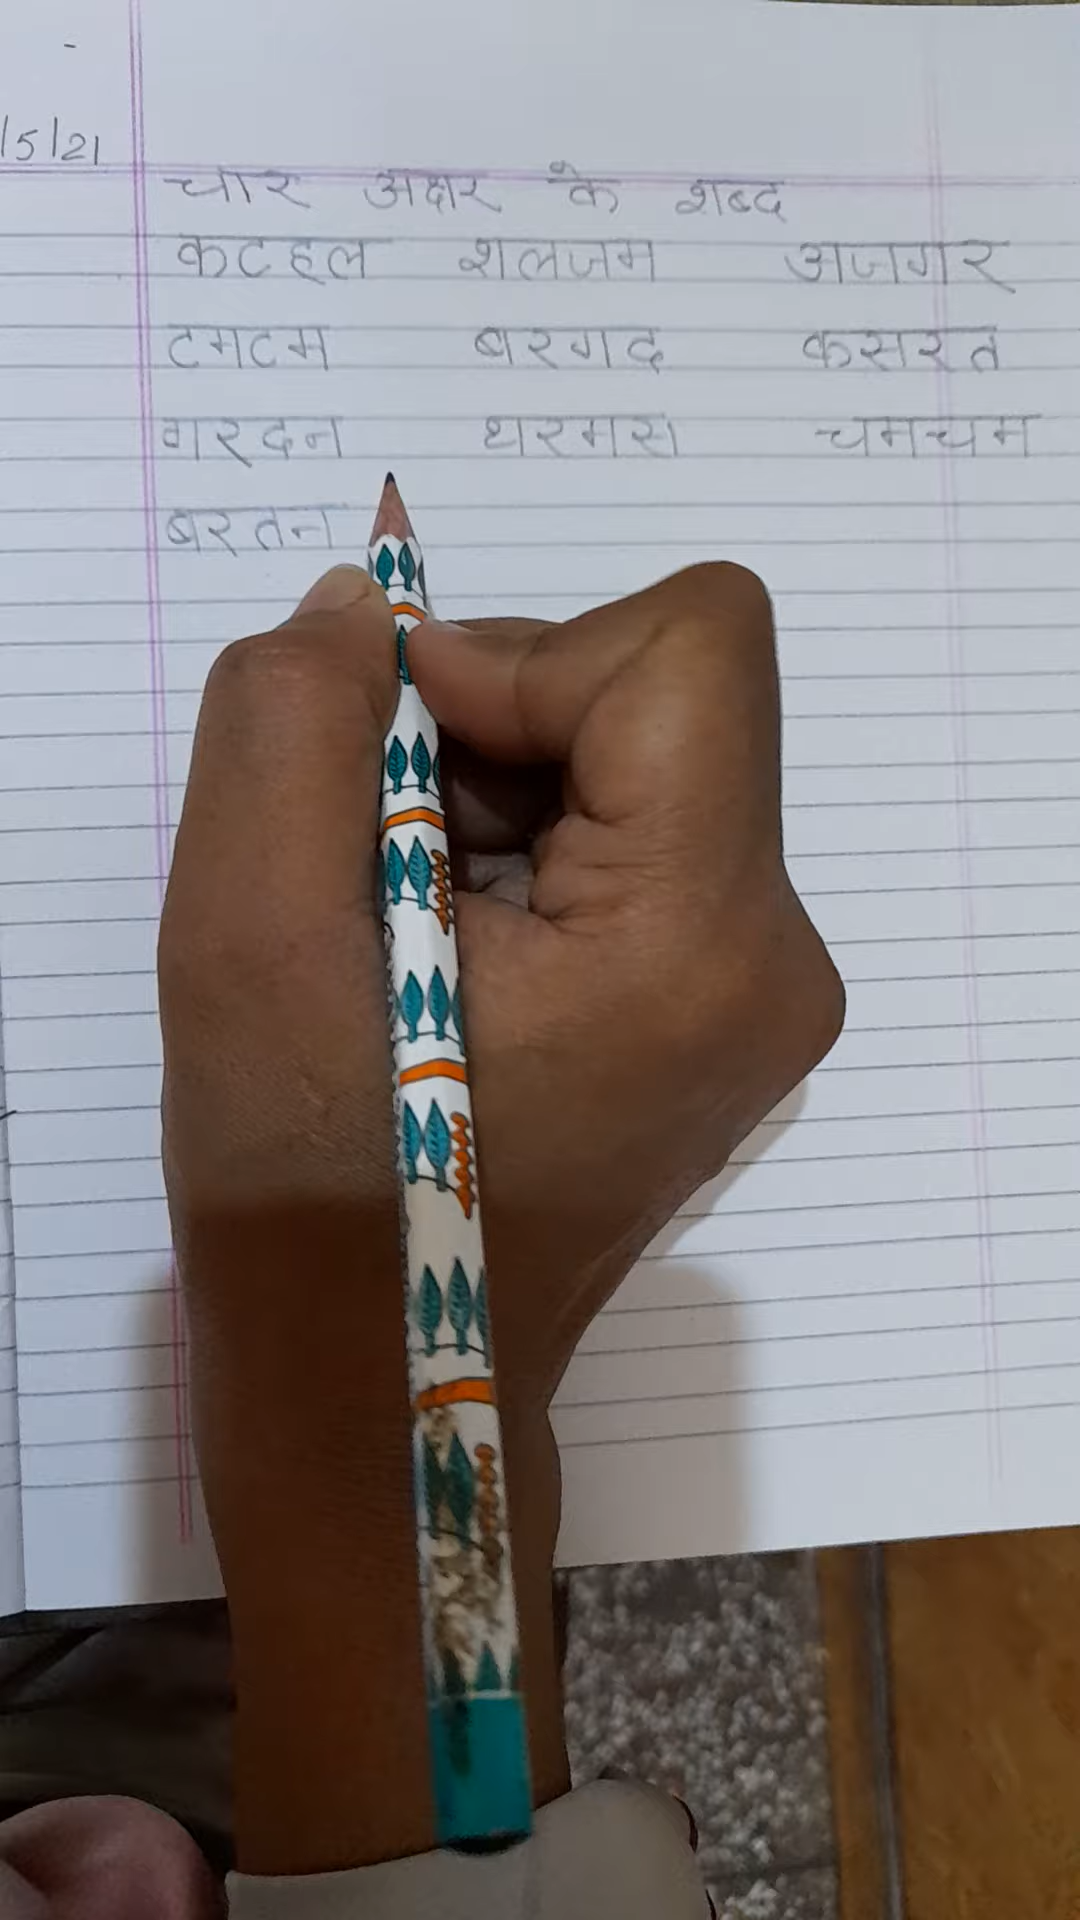 /5/21
चार अक्षर के शब्द
कटहल शलजम अजगर
टमटम बरगद कसरत
गरदन थरमस चमचम
बरतन